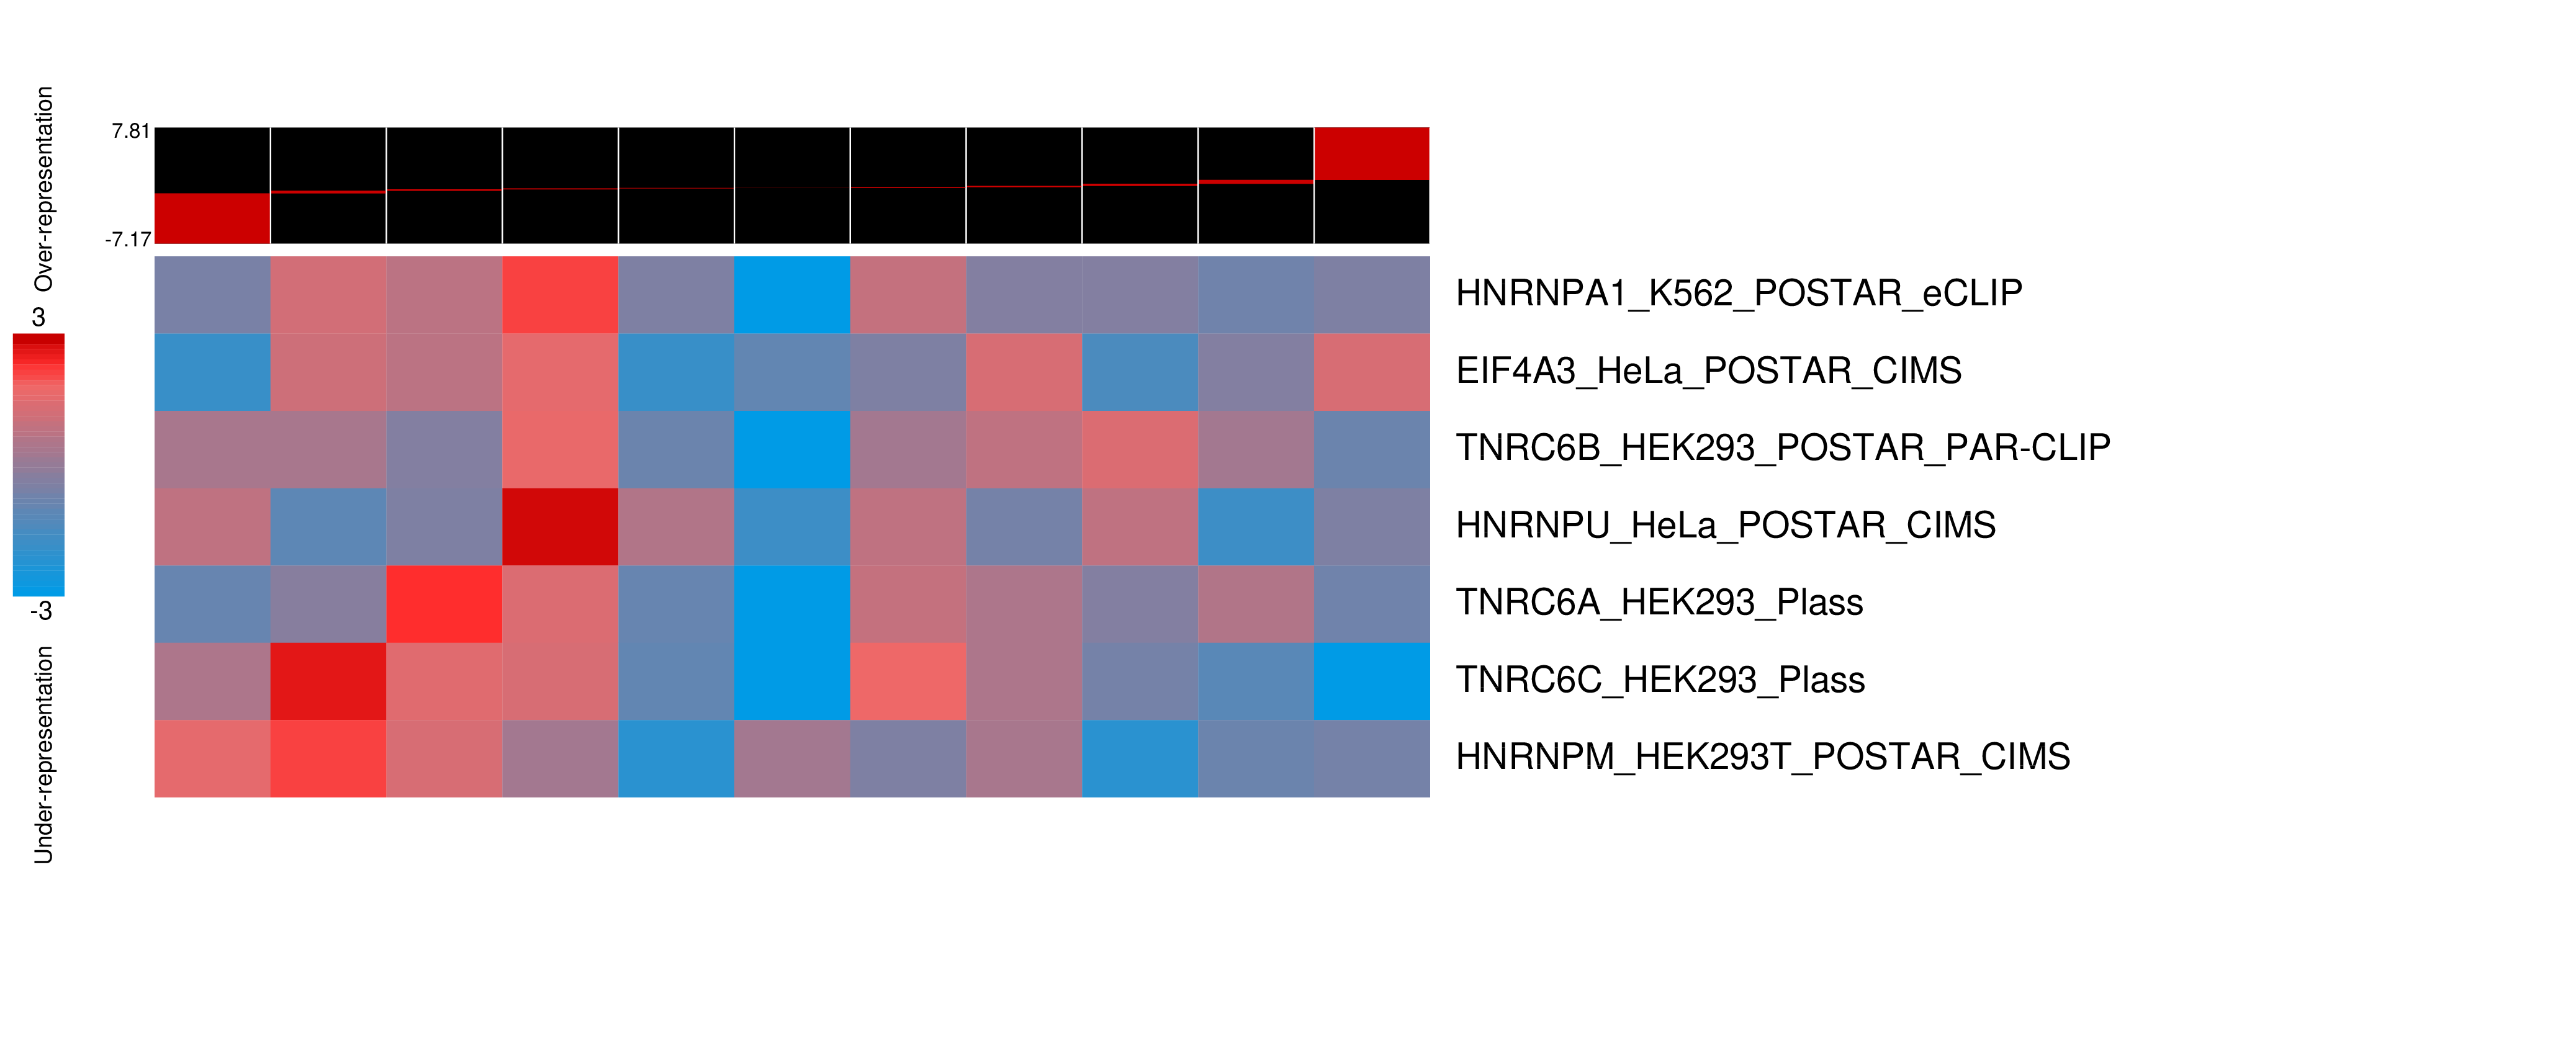 Over-representation
3
-3
Under-representation
7.81
-7.17
HNRNPA1_K562_POSTAR_eCLIP
EIF4A3_HeLa_POSTAR_CIMS
TNRC6B_HEK293_POSTAR_PAR-CLIP
HNRNPU_HeLa_POSTAR_CIMS
TNRC6A_HEK293_Plass
TNRC6C_HEK293_Plass
HNRNPM_HEK293T_POSTAR_CIMS